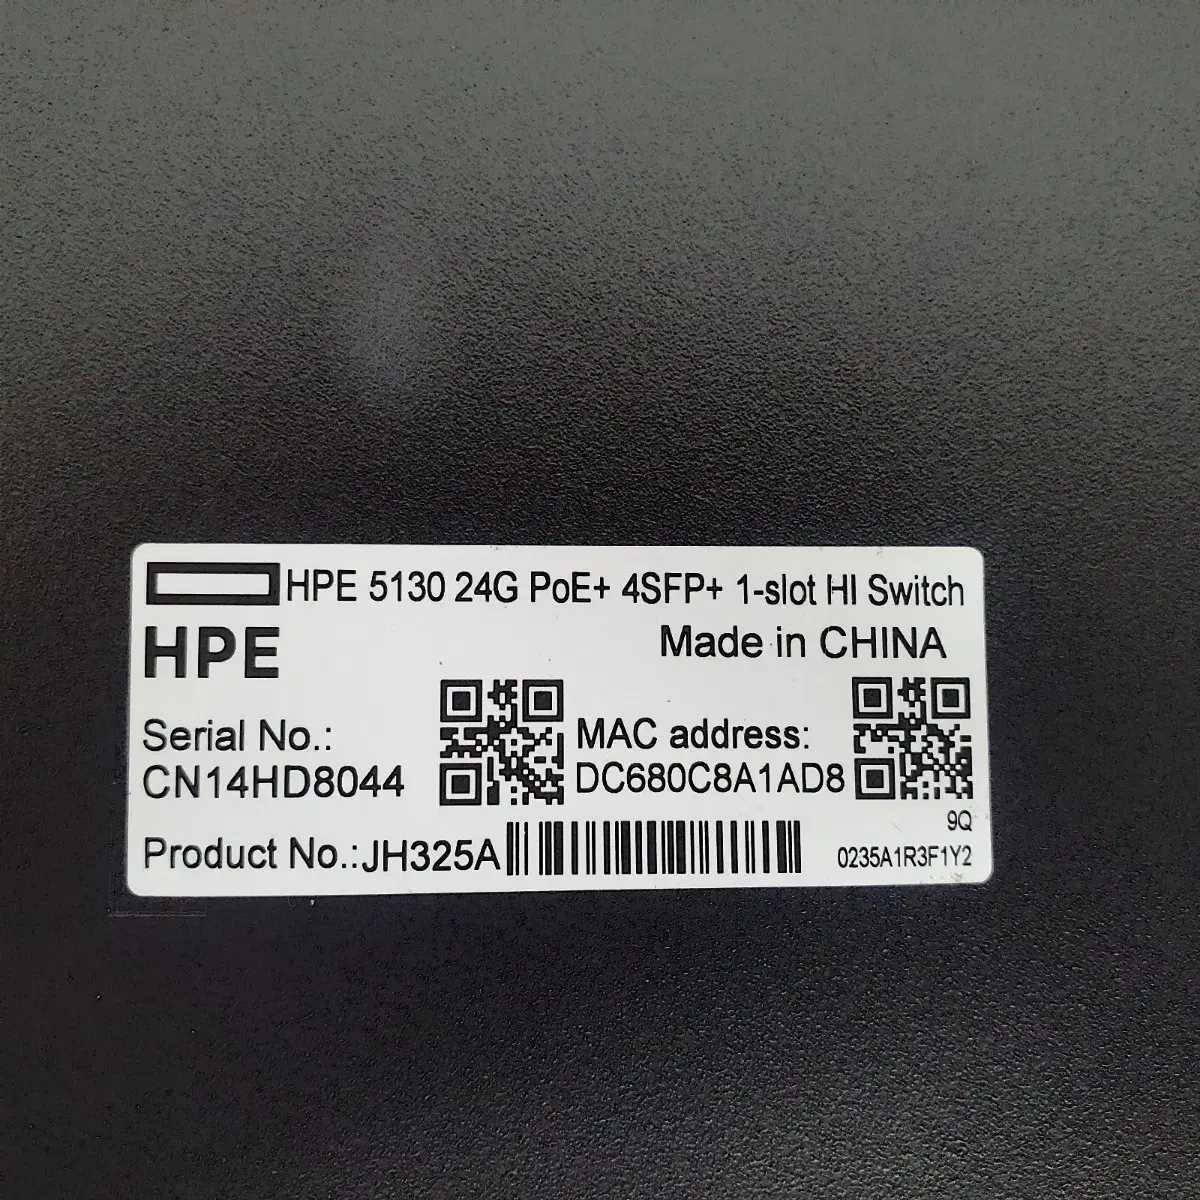 HPE 5130 24G PoE+ 4SFP+ 1-slot HI Switch
HPE
Made in CHINA
Serial No.:
CN14HD8044
MAC address:
DC680C8A1AD8
9Q
Product No.:JH325A
0235A1R3F1Y2